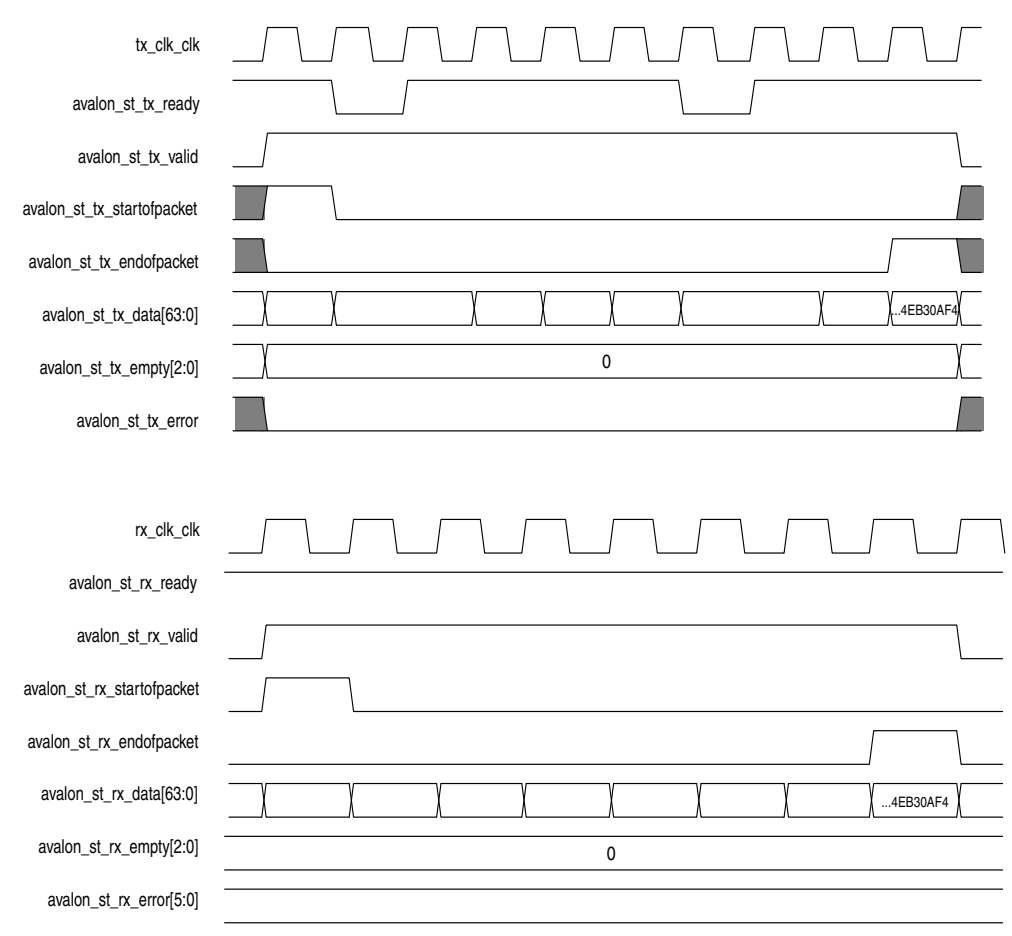 tx_clk_clk
avalon_st_tx_ready
avalon_st_tx_valid
avalon_st_tx_startofpacket
avalon_st_tx_endofpacket
avalon_st_tx_data[63:0]
...4EB30AF4
avalon_st_tx_empty[2:0]
0
avalon_st_tx_error
rx_clk_clk
avalon_st_rx_ready
avalon_st_rx_valid
avalon_st_rx_startofpacket
avalon_st_rx_endofpacket
avalon_st_rx_data[63:0]
...4EB30AF4
avalon_st_rx_empty[2:0]
0
avalon_st_rx_error[5:0]